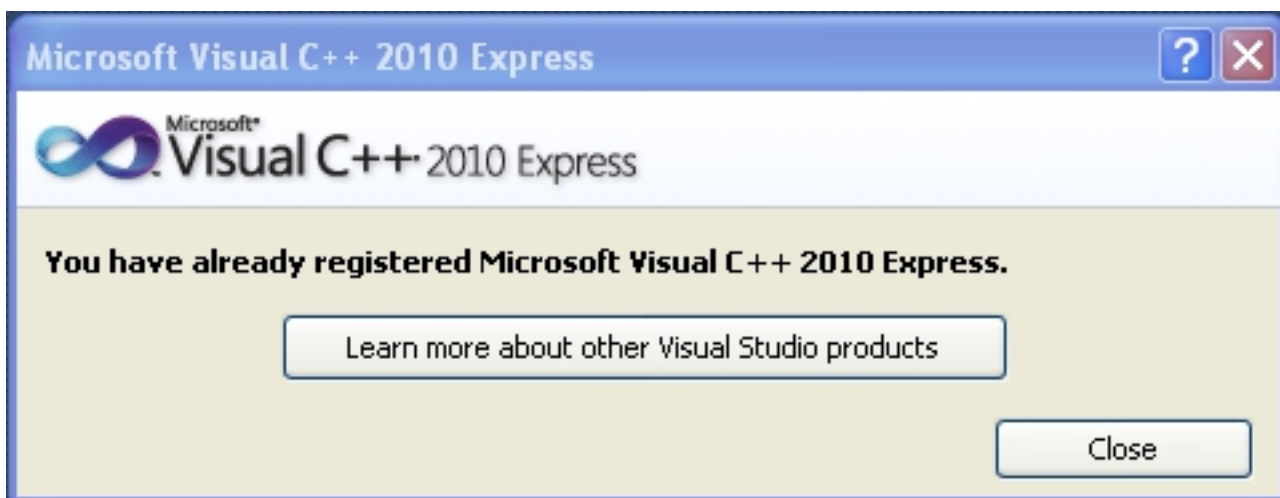 Microsoft Visual C++ 2010 Express
?
Microsoft®
Visual C++ 2010 Express
You have already registered Microsoft Visual C++ 2010 Express.
Learn more about other Visual Studio products
Close